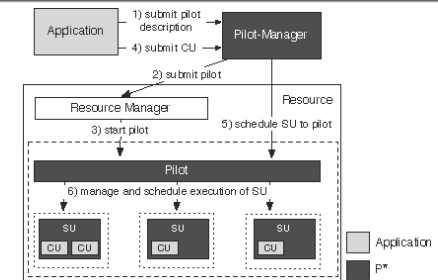 1) submit pilot
description
Application
Pilot-Manager
4) submit CU
2) submit pilot
Resource
Resource Manager
3) start pilot
5) schedule SU to pilot
Pilot
6) manage and schedule execution of SU
SU
SU
SU
CU
CU
CU
CU
Application
P*